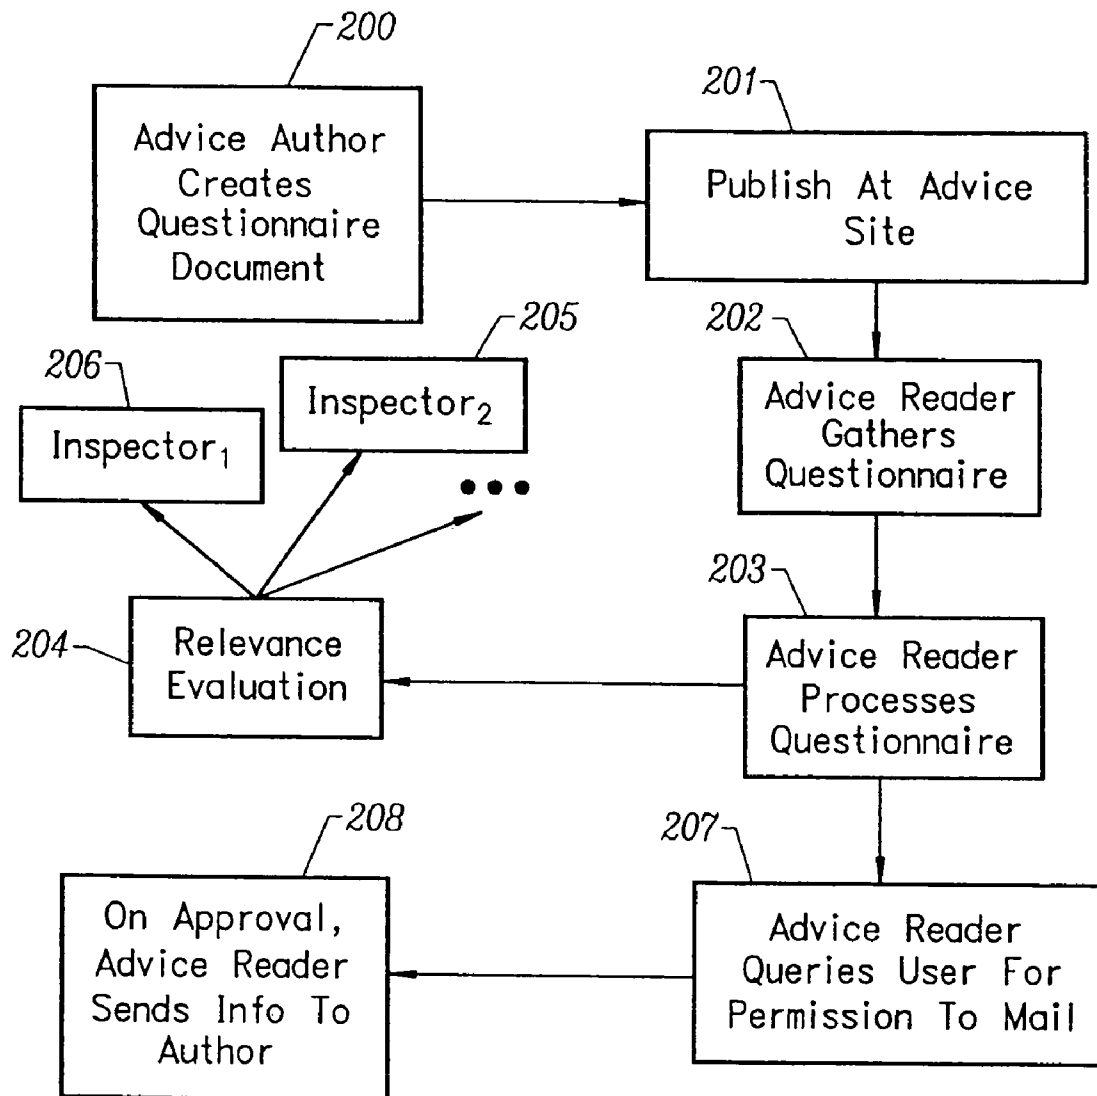 200
Advice Author
Creates
Questionnaire
Document
201
Publish At Advice
Site
202
Advice Reader
Gathers
Questionnaire
206
Inspector₁
205
Inspector₂
203
Advice Reader
Processes
Questionnaire
204
Relevance
Evaluation
207
Advice Reader
Queries User For
Permission To Mail
208
On Approval,
Advice Reader
Sends Info To
Author